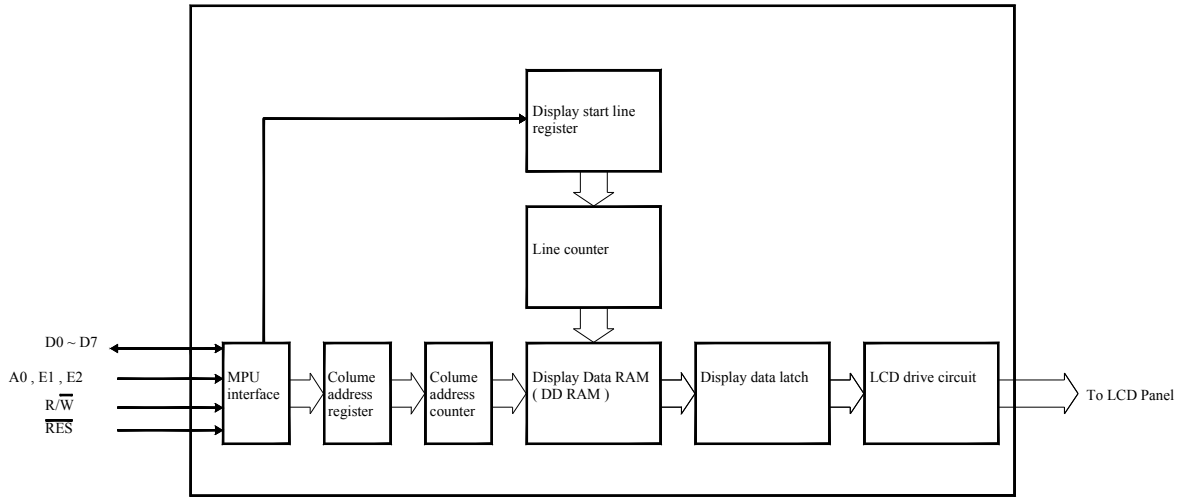 Display start line
register
Line counter
D0 ~ D7
A0 , E1 , E2
R/W̅
R̅E̅S̅
MPU
interface
Colume
address
register
Colume
address
counter
Display Data RAM
( DD RAM )
Display data latch
LCD drive circuit
To LCD Panel